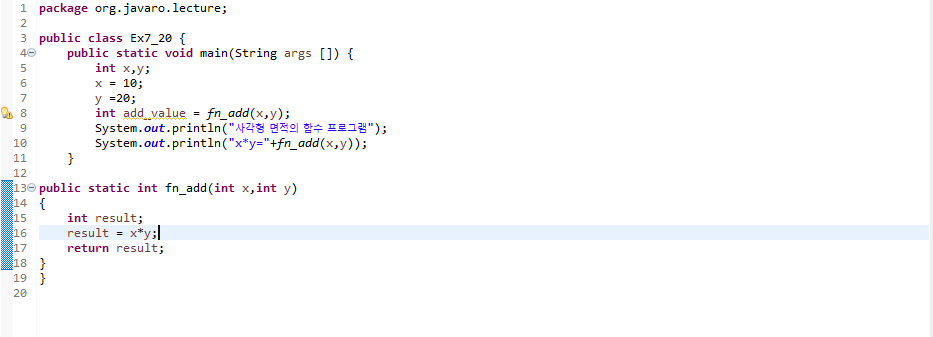 1 package org.javaro.lecture;
2
3 public class Ex7_20 {
4 public static void main(String args []) {
5 int x,y;
6 x = 10;
7 y =20;
8 int add_value = fn_add(x,y);
9 System.out.println("사각형 면적의 함수 프로그램");
10 System.out.println("x*y="+fn_add(x,y));
11 }
12
13 public static int fn_add(int x,int y)
14 {
15 int result;
16 result = x*y;
17 return result;
18 }
19 }
20